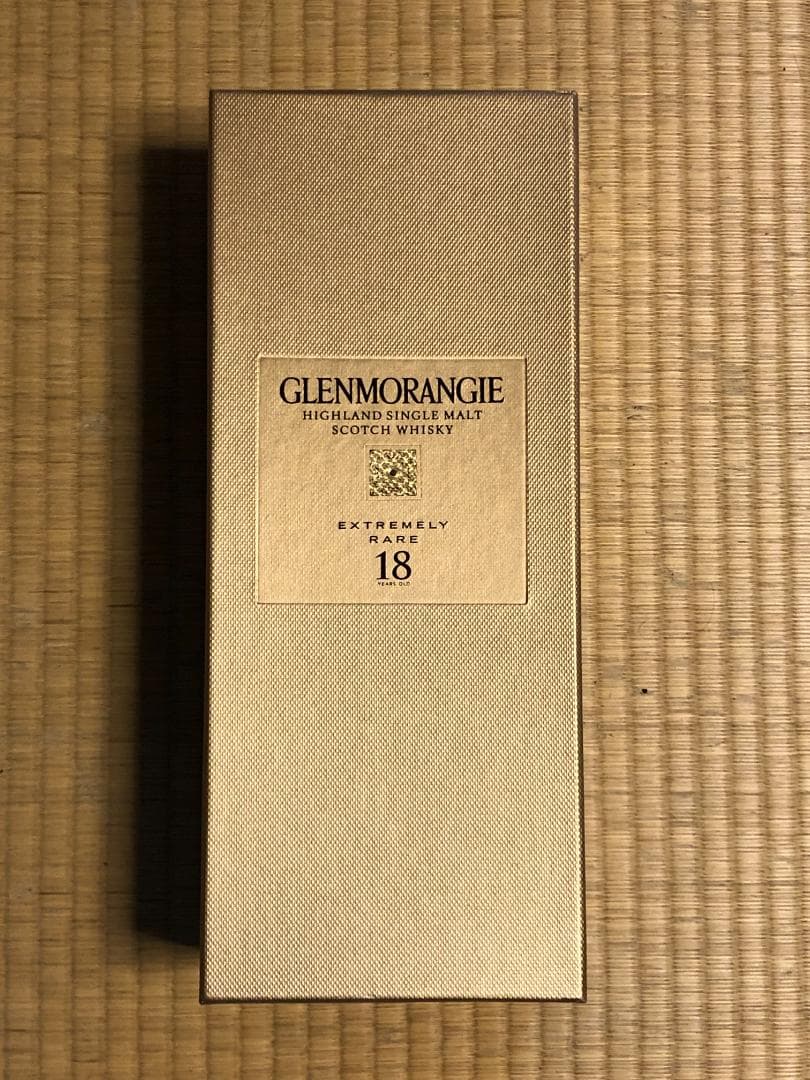 GLENMORANGIE
HIGHLAND SINGLE MALT
SCOTCH WHISKY
EXTREMELY
RARE
18
YEARS OLD